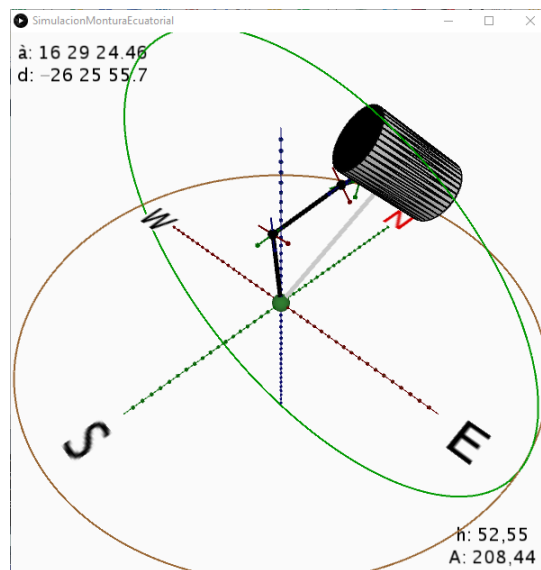 SimulacionMonturaEcuatorial
à: 16 29 24.46
d: −26 25 55.7
W
N
S
E
h: 52,55
A: 208,44